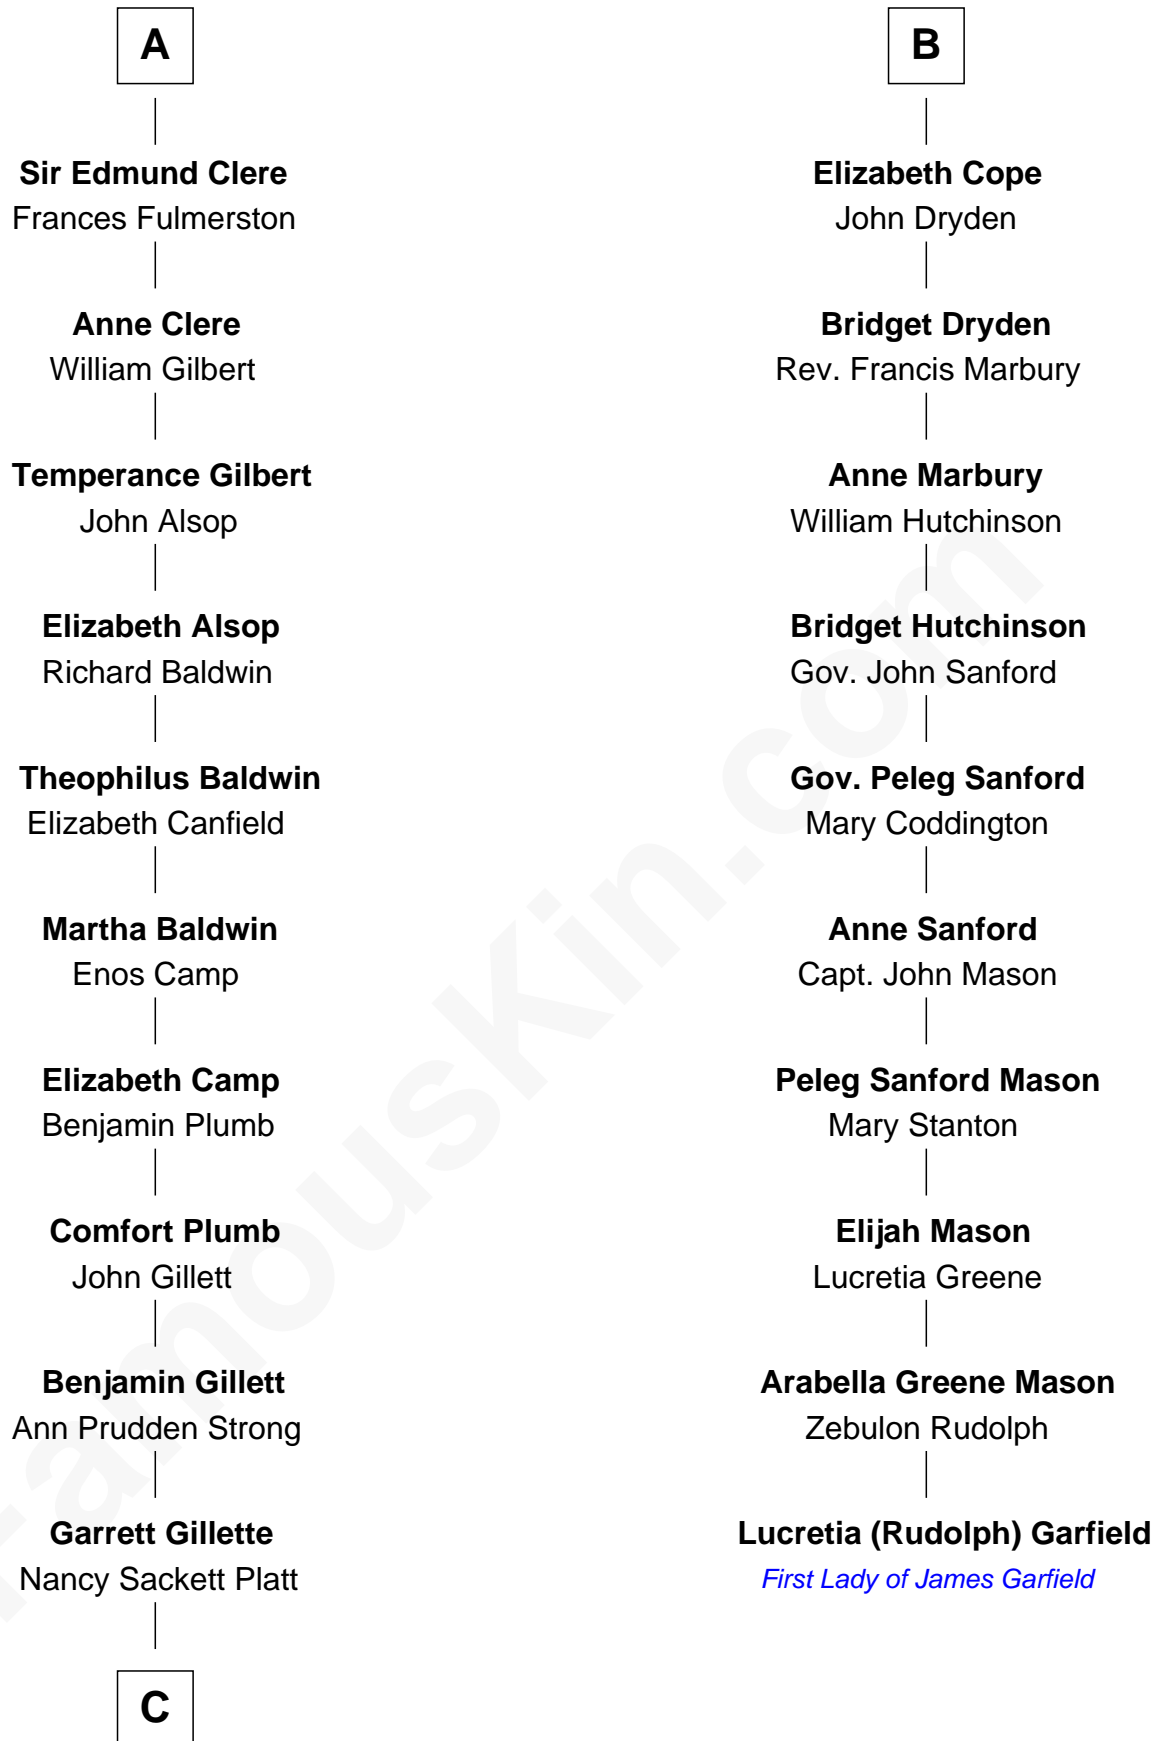 A
Sir Edmund Clere
Frances Fulmerston
Anne Clere
William Gilbert
Temperance Gilbert
John Alsop
Elizabeth Alsop
Richard Baldwin
Theophilus Baldwin
Elizabeth Canfield
Martha Baldwin
Enos Camp
Elizabeth Camp
Benjamin Plumb
Comfort Plumb
John Gillett
Benjamin Gillett
Ann Prudden Strong
Garrett Gillette
Nancy Sackett Platt
C
B
Elizabeth Cope
John Dryden
Bridget Dryden
Rev. Francis Marbury
Anne Marbury
William Hutchinson
Bridget Hutchinson
Gov. John Sanford
Gov. Peleg Sanford
Mary Coddington
Anne Sanford
Capt. John Mason
Peleg Sanford Mason
Mary Stanton
Elijah Mason
Lucretia Greene
Arabella Greene Mason
Zebulon Rudolph
Lucretia (Rudolph) Garfield
First Lady of James Garfield
FamousKin.com